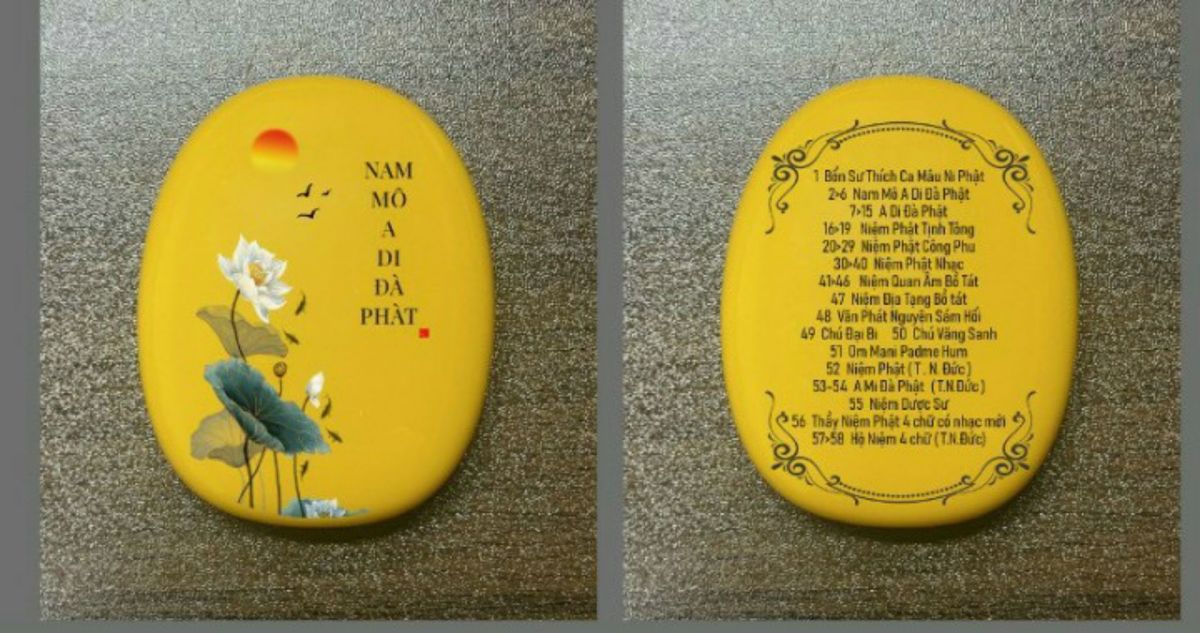 NAM
MÔ
A
DI
ĐÀ
PHẬT
1 Bổn Sư Thích Ca Mâu Ni Phật
2>6 Nam Mô A Di Đà Phật
7>15 A Di Đà Phật
16>19 Niệm Phật Tịnh Tông
20>29 Niệm Phật Công Phu
30>40 Niệm Phật Nhạc
41>46 Niệm Quan Âm Bồ Tát
47 Niệm Địa Tạng Bồ tát
48 Văn Phát Nguyện Sám Hối
49 Chú Đại Bi 50 Chú Vãng Sanh
51 Om Mani Padme Hum
52 Niệm Phật (T. N. Đức)
53-54 A Mi Đà Phật (T.N.Đức)
55 Niệm Dược Sư
56 Thầy Niệm Phật 4 chữ có nhạc mới
57>58 Hộ Niệm 4 chữ (T.N.Đức)